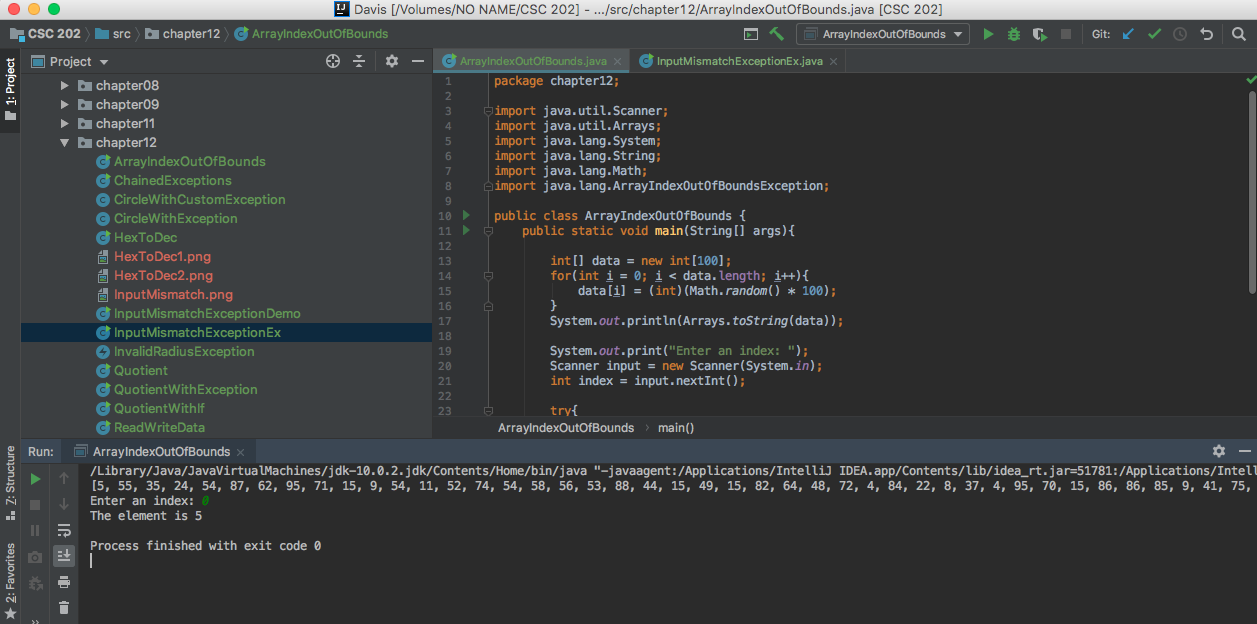 Davis [/Volumes/NO NAME/CSC 202] - .../src/chapter12/ArrayIndexOutOfBounds.java [CSC 202]
CSC 202 src chapter12 ArrayIndexOutOfBounds
ArrayIndexOutOfBounds
Git:
1: Project
Project
ArrayIndexOutOfBounds.java
InputMismatchExceptionEx.java
chapter08
chapter09
chapter11
chapter12
ArrayIndexOutOfBounds
ChainedExceptions
CircleWithCustomException
CircleWithException
HexToDec
HexToDec1.png
HexToDec2.png
InputMismatch.png
InputMismatchExceptionDemo
InputMismatchExceptionEx
InvalidRadiusException
Quotient
QuotientWithException
QuotientWithIf
ReadWriteData
1 package chapter12;
2
3 import java.util.Scanner;
4 import java.util.Arrays;
5 import java.lang.System;
6 import java.lang.String;
7 import java.lang.Math;
8 import java.lang.ArrayIndexOutOfBoundsException;
9
10 public class ArrayIndexOutOfBounds {
11 public static void main(String[] args){
12
13 int[] data = new int[100];
14 for(int i = 0; i < data.length; i++){
15 data[i] = (int)(Math.random() * 100);
16 }
17 System.out.println(Arrays.toString(data));
18
19 System.out.print("Enter an index: ");
20 Scanner input = new Scanner(System.in);
21 int index = input.nextInt();
22
23 try{
ArrayIndexOutOfBounds › main()
7: Structure
2: Favorites
Run: ArrayIndexOutOfBounds
/Library/Java/JavaVirtualMachines/jdk-10.0.2.jdk/Contents/Home/bin/java "-javaagent:/Applications/IntelliJ IDEA.app/Contents/lib/idea_rt.jar=51781:/Applications/Intell
[5, 55, 35, 24, 54, 87, 62, 95, 71, 15, 9, 54, 11, 52, 74, 54, 58, 56, 53, 88, 44, 15, 49, 15, 82, 64, 48, 72, 4, 84, 22, 8, 37, 4, 95, 70, 15, 86, 86, 85, 9, 41, 75,
Enter an index: 0
The element is 5
Process finished with exit code 0